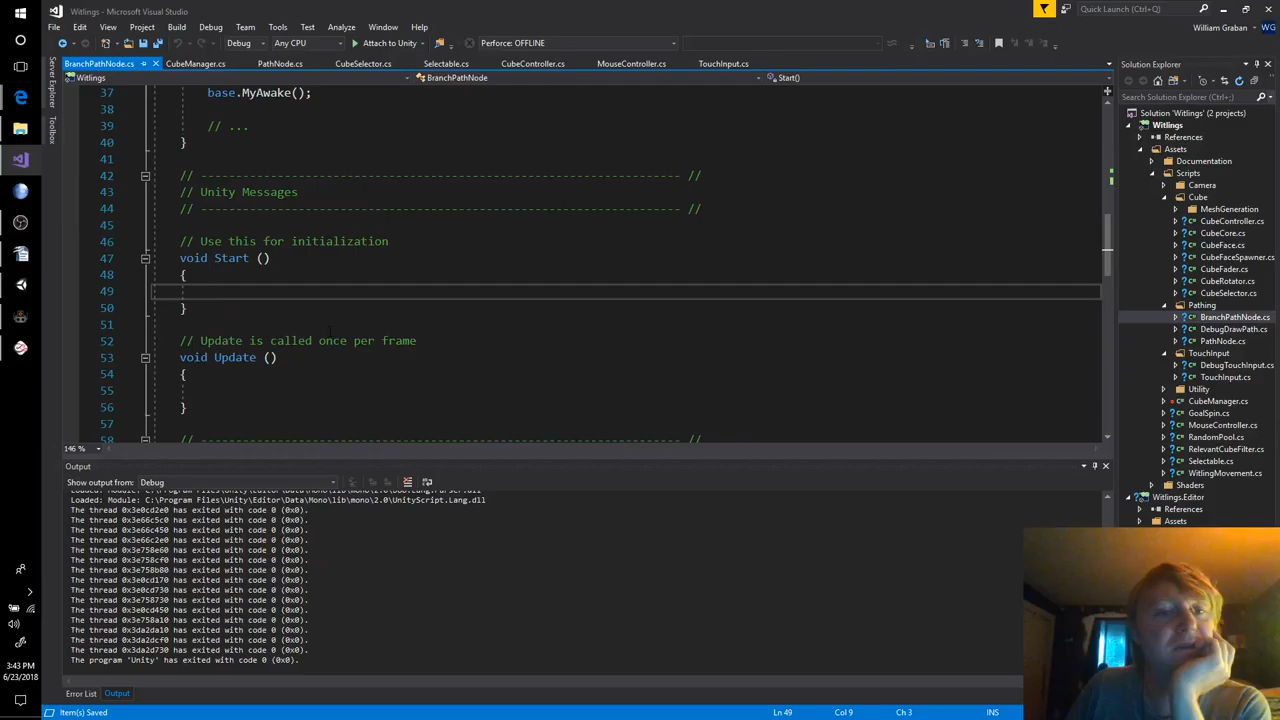 Witlings - Microsoft Visual Studio
Quick Launch (Ctrl+Q)
File Edit View Project Build Debug Team Tools Test Analyze Window Help
William Graban WG
Debug Any CPU Attach to Unity Perforce: OFFLINE
BranchPathNode.cs CubeManager.cs PathNode.cs CubeSelector.cs Selectable.cs CubeController.cs MouseController.cs TouchInput.cs
Witlings BranchPathNode Start()
Server Explorer
Toolbox
37 base.MyAwake();
38
39 // ...
40 }
41
42 // -------------------------------------------------------------------- //
43 // Unity Messages
44 // -------------------------------------------------------------------- //
45
46 // Use this for initialization
47 void Start ()
48 {
49
50 }
51
52 // Update is called once per frame
53 void Update ()
54 {
55
56 }
57
58 // -------------------------------------------------------------------- //
146 %
Output
Show output from: Debug
Loaded: Module: C:\Program Files\Unity\Editor\Data\Mono\lib\mono\2.0\UnityScript.Lang.dll
The thread 0x3e0cd2e0 has exited with code 0 (0x0).
The thread 0x3e66c5c0 has exited with code 0 (0x0).
The thread 0x3e66c450 has exited with code 0 (0x0).
The thread 0x3e66c2e0 has exited with code 0 (0x0).
The thread 0x3e758e60 has exited with code 0 (0x0).
The thread 0x3e758cf0 has exited with code 0 (0x0).
The thread 0x3e758b80 has exited with code 0 (0x0).
The thread 0x3e0cd170 has exited with code 0 (0x0).
The thread 0x3e0cd730 has exited with code 0 (0x0).
The thread 0x3e758730 has exited with code 0 (0x0).
The thread 0x3e0cd450 has exited with code 0 (0x0).
The thread 0x3e758a10 has exited with code 0 (0x0).
The thread 0x3da2da10 has exited with code 0 (0x0).
The thread 0x3da2dcf0 has exited with code 0 (0x0).
The thread 0x3da2d730 has exited with code 0 (0x0).
The program 'Unity' has exited with code 0 (0x0).
Error List Output
Item(s) Saved Ln 49 Col 9 Ch 3 INS
Solution Explorer
Search Solution Explorer (Ctrl+;)
Solution 'Witlings' (2 projects)
Witlings
References
Assets
Documentation
Scripts
Camera
Cube
MeshGeneration
CubeController.cs
CubeCore.cs
CubeFace.cs
CubeFaceSpawner.cs
CubeFader.cs
CubeRotator.cs
CubeSelector.cs
Pathing
BranchPathNode.cs
DebugDrawPath.cs
PathNode.cs
TouchInput
DebugTouchInput.cs
TouchInput.cs
Utility
CubeManager.cs
GoalSpin.cs
MouseController.cs
RandomPool.cs
RelevantCubeFilter.cs
Selectable.cs
WitlingMovement.cs
Shaders
Witlings.Editor
References
Assets
3:43 PM
6/23/2018